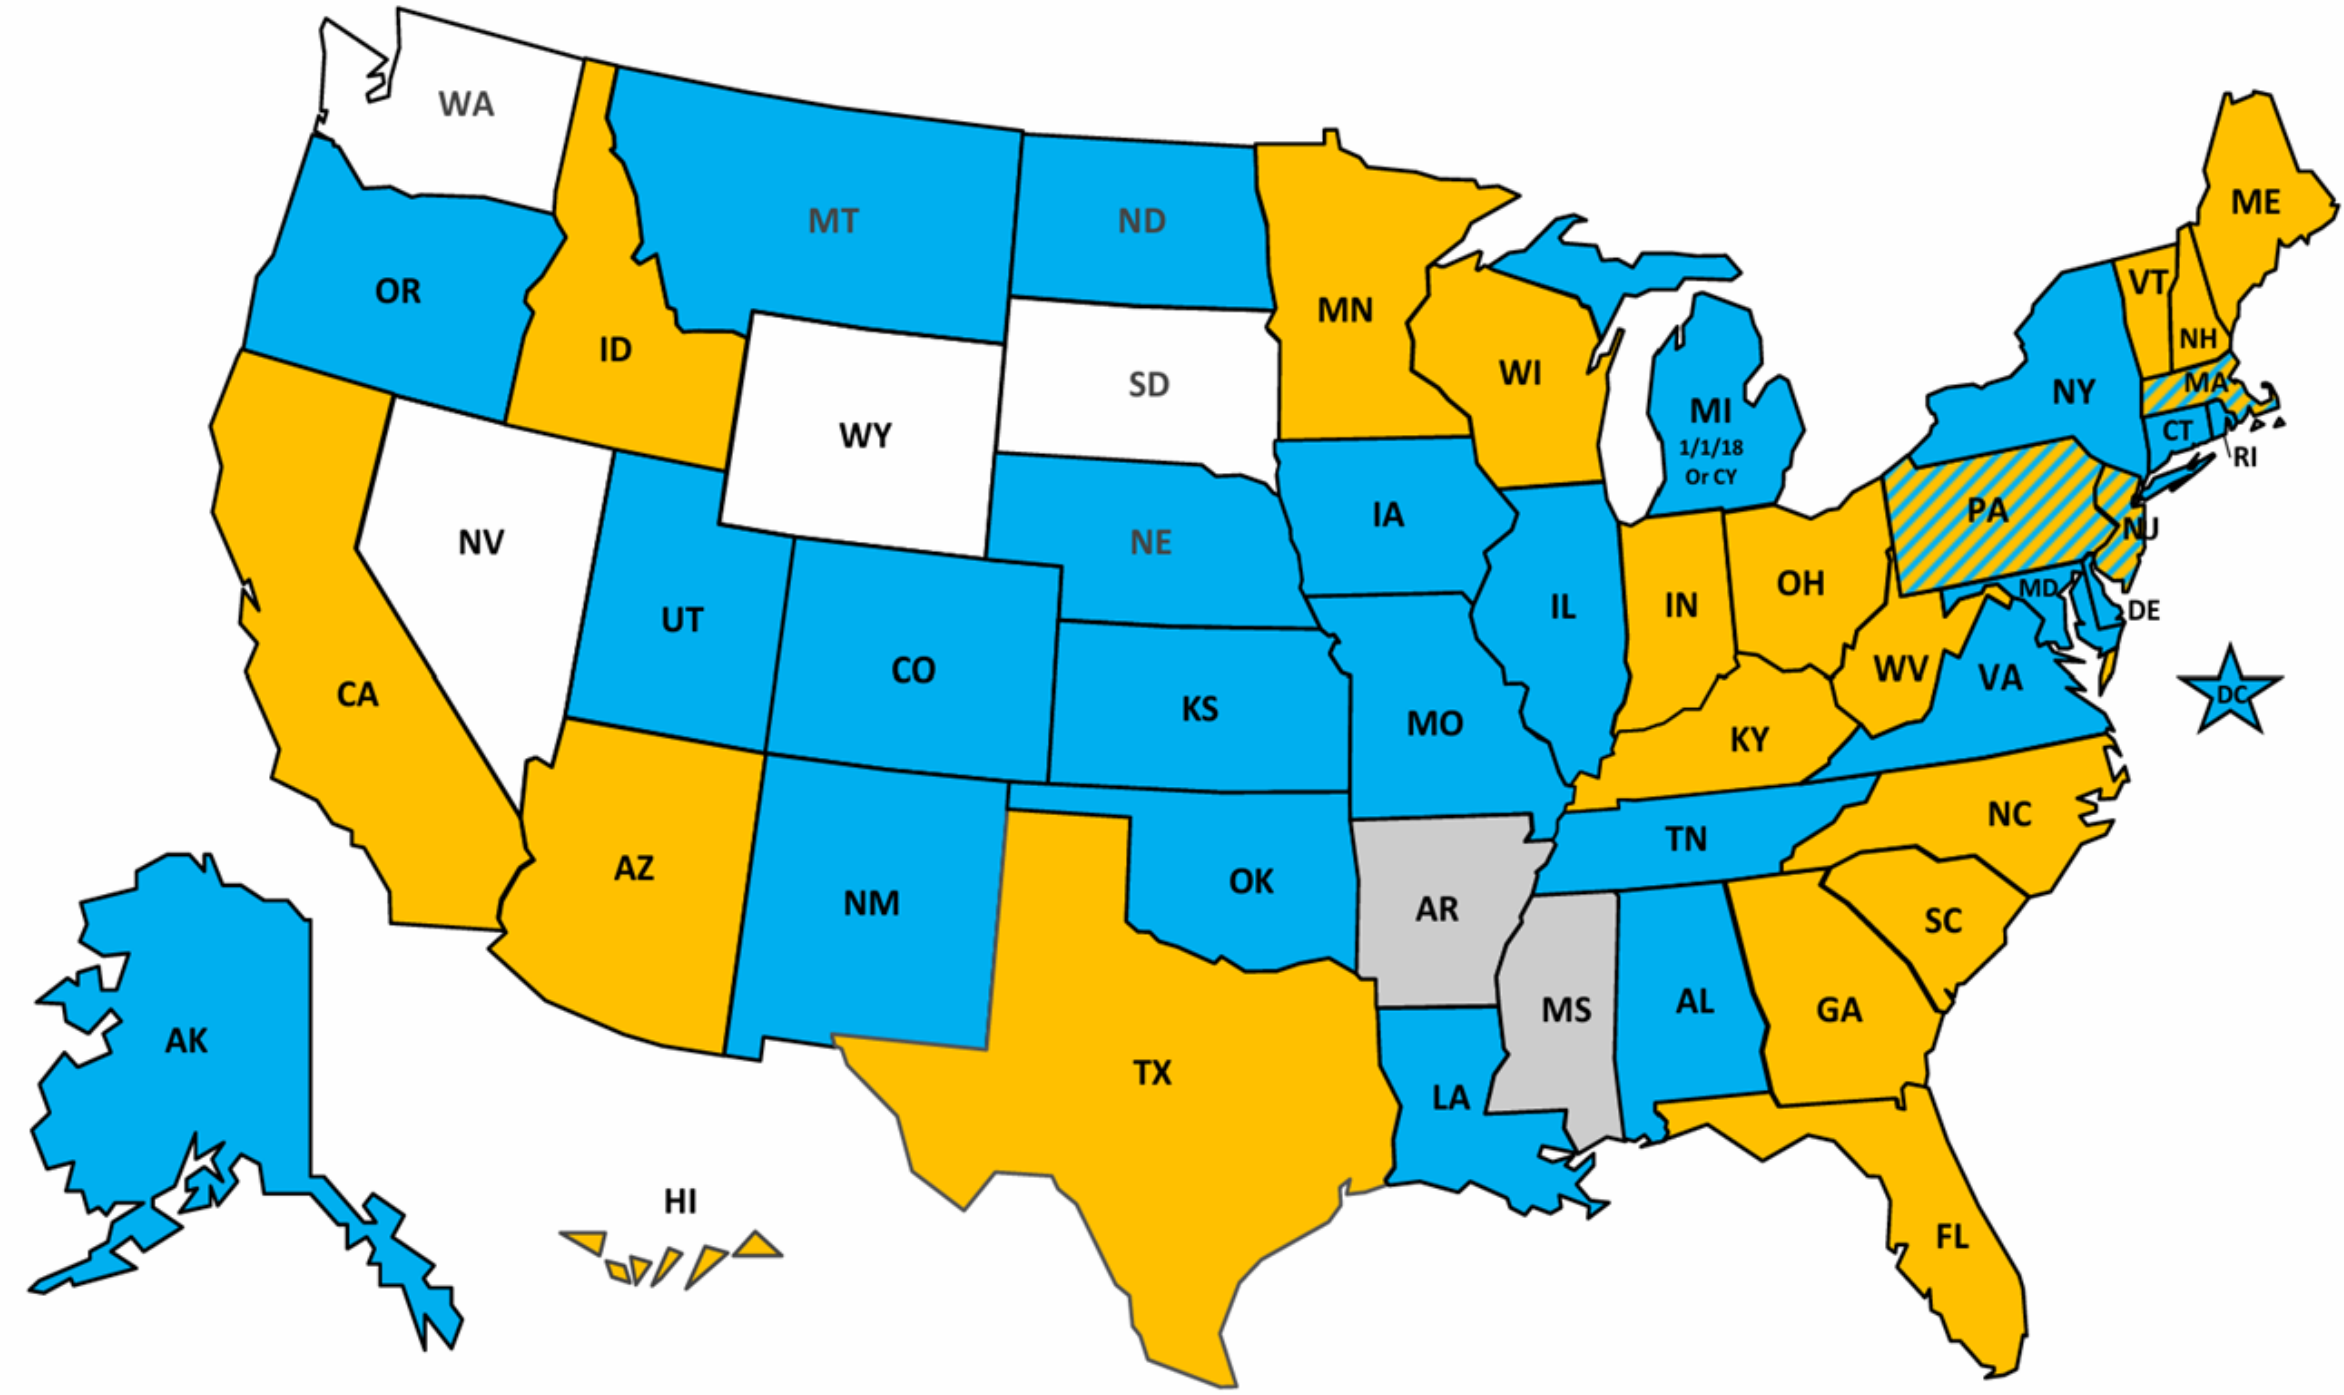 WA
MT
ND
OR
ID
MN
WI
ME
VT
NH
SD
WY
MI
1/1/18
Or CY
NY
MA
CT
RI
NV
NE
IA
PA
NJ
UT
CO
IL
IN
OH
MD
DE
CA
KS
MO
KY
WV
VA
DC
AZ
NM
OK
AR
TN
NC
SC
AK
TX
LA
MS
AL
GA
HI
FL